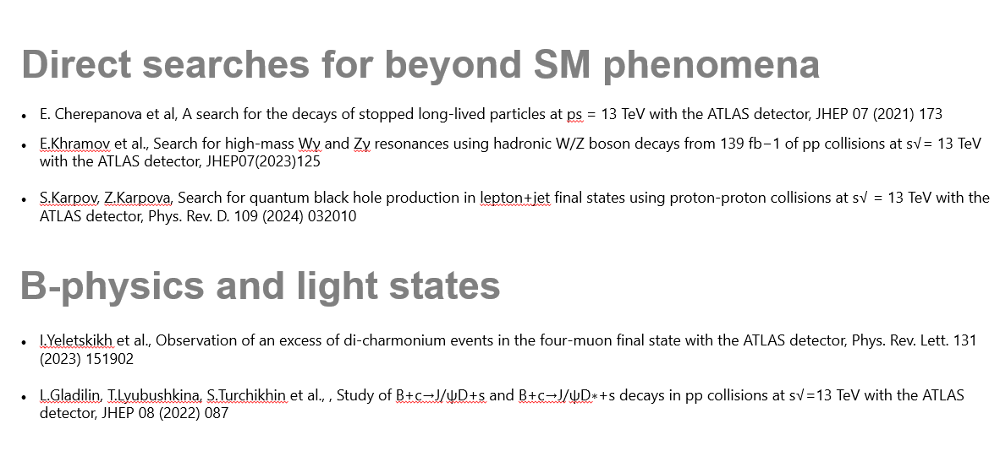 Direct searches for beyond SM phenomena
• E. Cherepanova et al, A search for the decays of stopped long-lived particles at ps = 13 TeV with the ATLAS detector, JHEP 07 (2021) 173
• E.Khramov et al., Search for high-mass Wγ and Zγ resonances using hadronic W/Z boson decays from 139 fb−1 of pp collisions at s√= 13 TeV
with the ATLAS detector, JHEP07(2023)125
• S.Karpov, Z.Karpova, Search for quantum black hole production in lepton+jet final states using proton-proton collisions at s√ = 13 TeV with the
ATLAS detector, Phys. Rev. D. 109 (2024) 032010
B-physics and light states
• I.Yeletskikh et al., Observation of an excess of di-charmonium events in the four-muon final state with the ATLAS detector, Phys. Rev. Lett. 131
(2023) 151902
• L.Gladilin, T.Lyubushkina, S.Turchikhin et al., , Study of B+c→J/ψD+s and B+c→J/ψD∗+s decays in pp collisions at s√=13 TeV with the ATLAS
detector, JHEP 08 (2022) 087